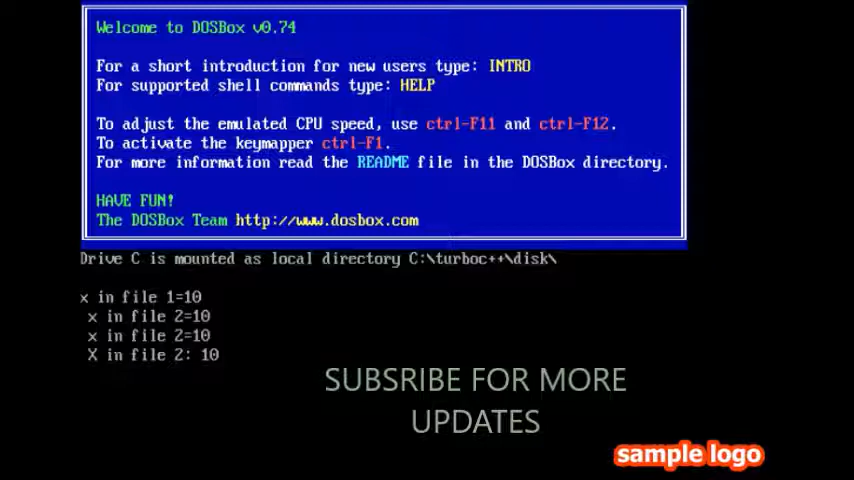 Welcome to DOSBox v0.74
For a short introduction for new users type: INTRO
For supported shell commands type: HELP
To adjust the emulated CPU speed, use ctrl-F11 and ctrl-F12.
To activate the keymapper ctrl-F1.
For more information read the README file in the DOSBox directory.
HAVE FUN!
The DOSBox Team http://www.dosbox.com
Drive C is mounted as local directory C:\turboc++\disk\
x in file 1=10
x in file 2=10
x in file 2=10
X in file 2: 10
SUBSRIBE FOR MORE
UPDATES
sample logo